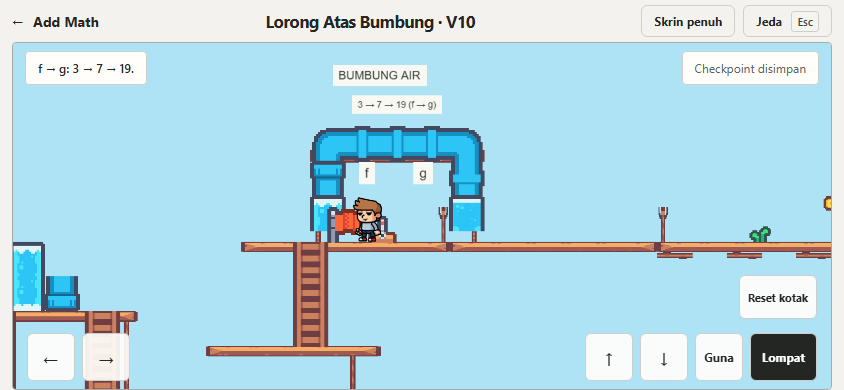 ← Add Math
Lorong Atas Bumbung · V10
Skrin penuh
Jeda Esc
f → g: 3 → 7 → 19.
BUMBUNG AIR
Checkpoint disimpan
3 → 7 → 19 (f → g)
f g
Reset kotak
← → ↑ ↓ Guna Lompat